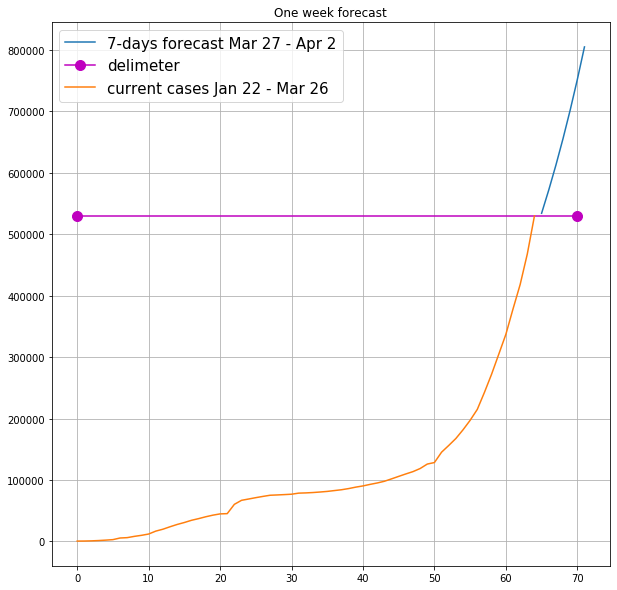 One week forecast
7-days forecast Mar 27 - Apr 2
delimeter
current cases Jan 22 - Mar 26
800000
700000
600000
500000
400000
300000
200000
100000
0
0 10 20 30 40 50 60 70